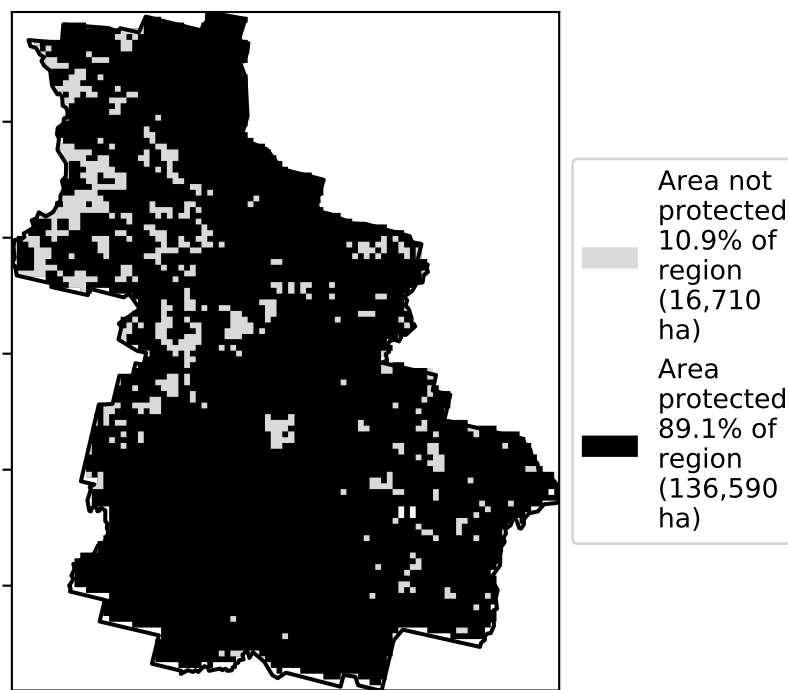 Area not
protected
10.9% of
region
(16,710
ha)
Area
protected
89.1% of
region
(136,590
ha)